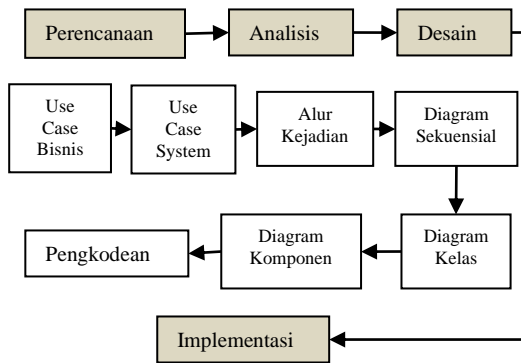 Perencanaan
Analisis
Desain
Use
Case
Bisnis
Use
Case
System
Alur
Kejadian
Diagram
Sekuensial
Pengkodean
Diagram
Komponen
Diagram
Kelas
Implementasi